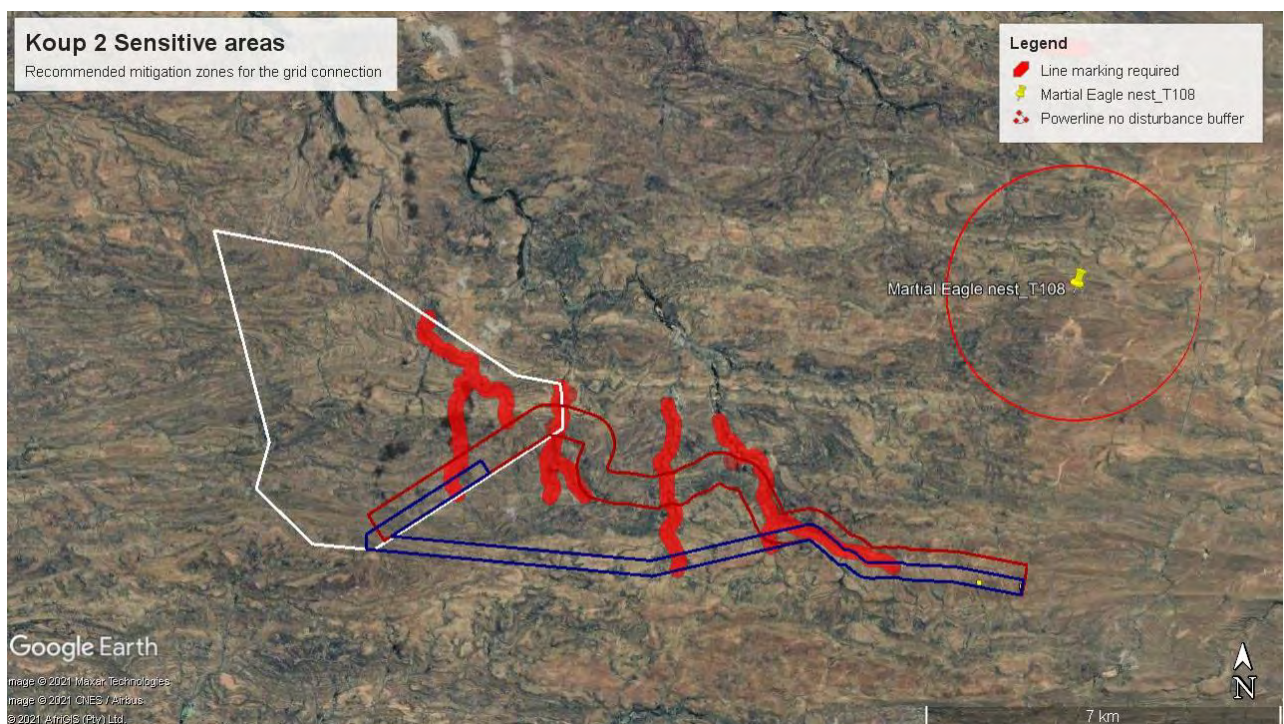 Koup 2 Sensitive areas
Recommended mitigation zones for the grid connection
Legend
Line marking required
Martial Eagle nest_T108
Powerline no disturbance buffer
Martial Eagle nest_T108
Google Earth
mage © 2021 Maxar Technologies
mage © 2021 CNES / Airbus
© 2021 AfriGIS (Pty) Ltd.
N
7 km